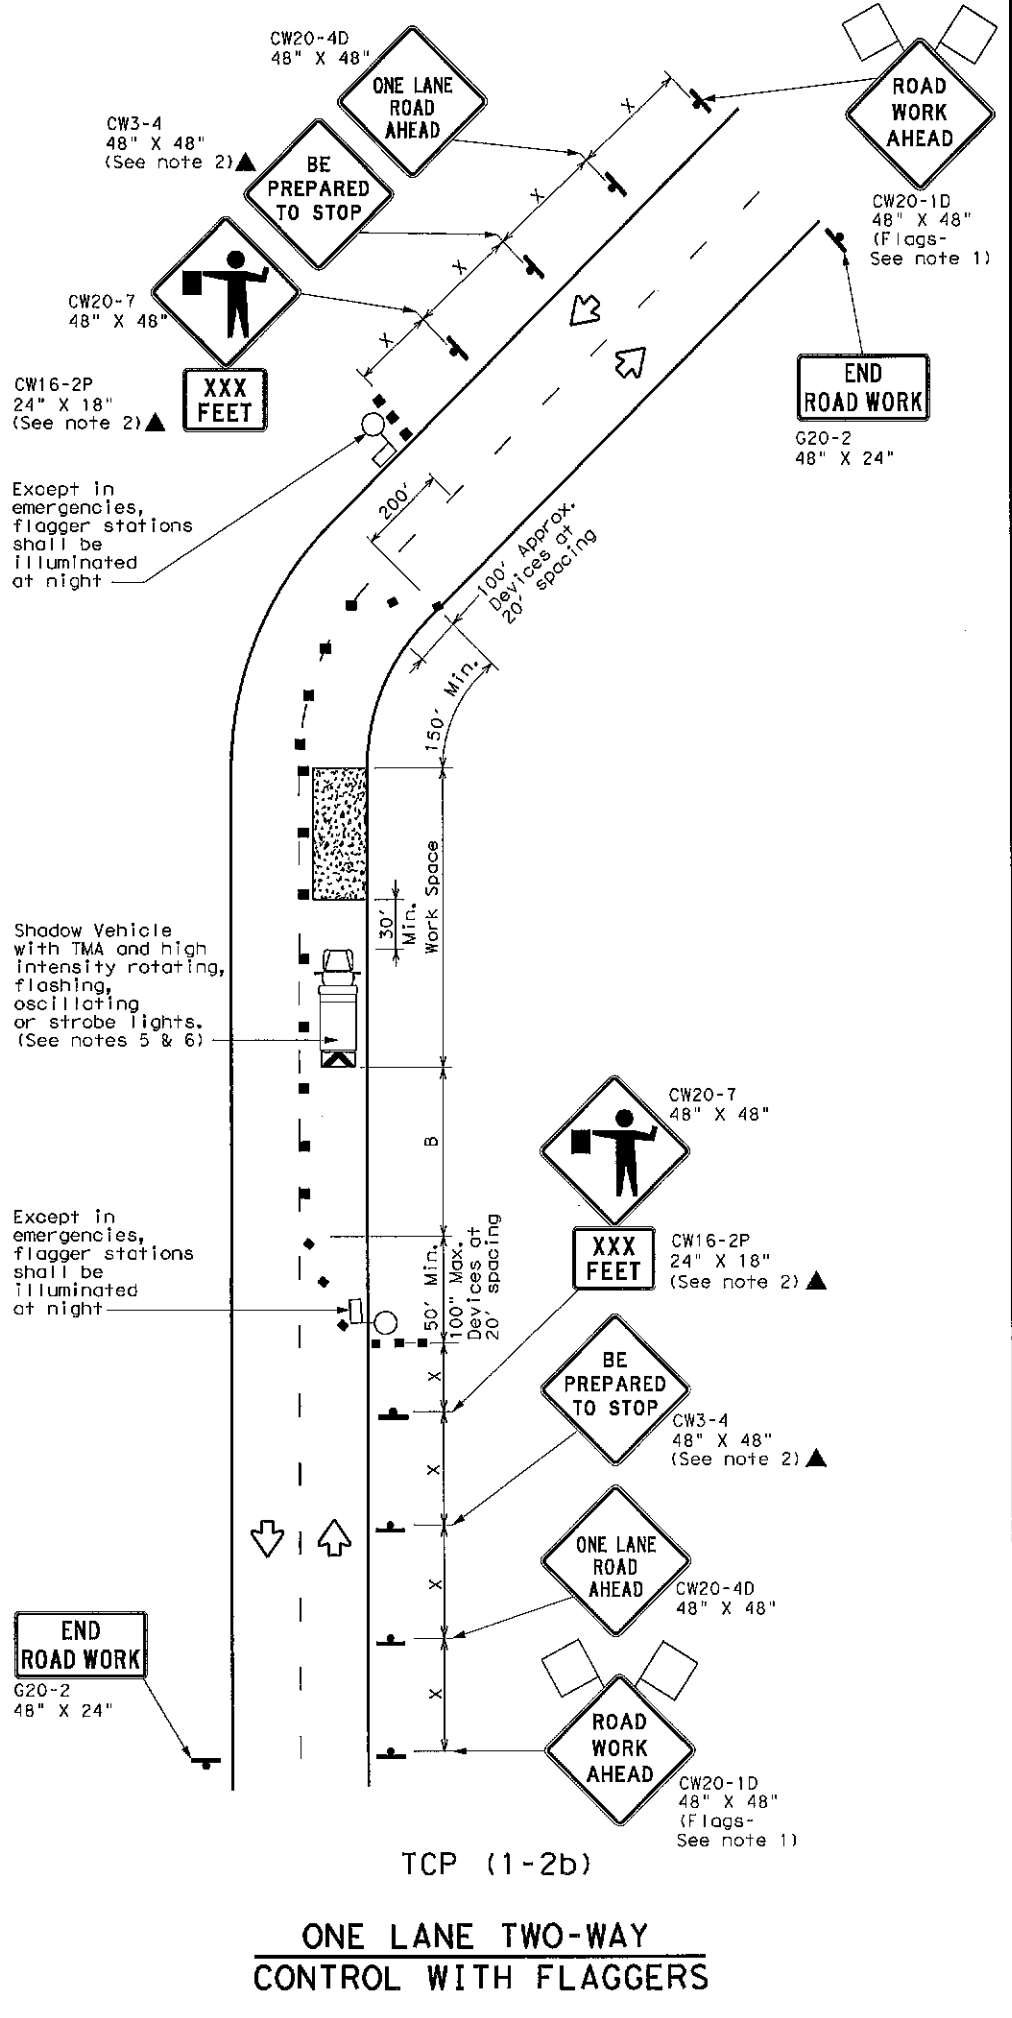 CW20-4D
48" X 48"
ONE LANE
ROAD
AHEAD
ROAD
WORK
AHEAD
CW20-1D
48" X 48"
(Flags-
See note 1)
CW3-4
48" X 48"
(See note 2)▲
BE
PREPARED
TO STOP
X
X
X
X
CW20-7
48" X 48"
CW16-2P
24" X 18"
(See note 2)▲
XXX
FEET
END
ROAD WORK
G20-2
48" X 24"
Except in
emergencies,
flagger stations
shall be
illuminated
at night
200'
100' Approx.
Devices at
20' spacing
150' Min.
Work Space
30'
Min.
Shadow Vehicle
with TMA and high
intensity rotating,
flashing,
oscillating
or strobe lights.
(See notes 5 & 6)
B
CW20-7
48" X 48"
Except in
emergencies,
flagger stations
shall be
illuminated
at night
50' Min.
100" Max.
Devices at
20' spacing
XXX
FEET
CW16-2P
24" X 18"
(See note 2)▲
X
BE
PREPARED
TO STOP
CW3-4
48" X 48"
(See note 2)▲
X
ONE LANE
ROAD
AHEAD
CW20-4D
48" X 48"
X
END
ROAD WORK
G20-2
48" X 24"
X
ROAD
WORK
AHEAD
CW20-1D
48" X 48"
(Flags-
See note 1)
TCP (1-2b)
ONE LANE TWO-WAY
CONTROL WITH FLAGGERS